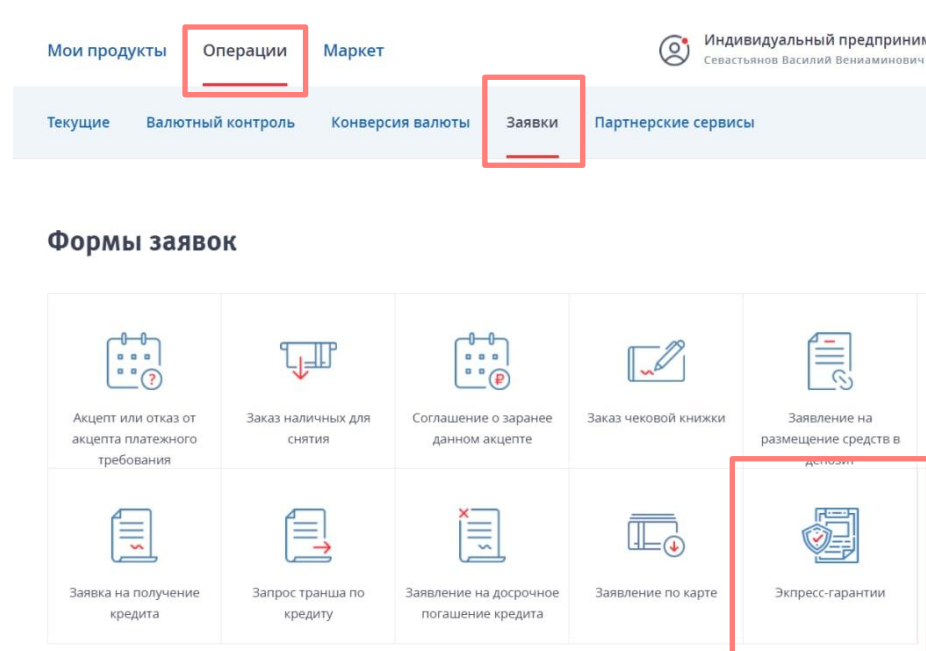 Мои продукты Операции Маркет
Индивидуальный предприним
Севастьянов Василий Вениаминович
Текущие Валютный контроль Конверсия валюты Заявки Партнерские сервисы
Формы заявок
Акцепт или отказ от
акцепта платежного
требования
Заказ наличных для
снятия
Соглашение о заранее
данном акцепте
Заказ чековой книжки
Заявление на
размещение средств в
депозит
Заявка на получение
кредита
Запрос транша по
кредиту
Заявление на досрочное
погашение кредита
Заявление по карте
Экпресс-гарантии